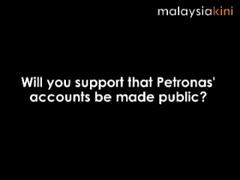 malaysiakini
Will you support that Petronas'
accounts be made public?